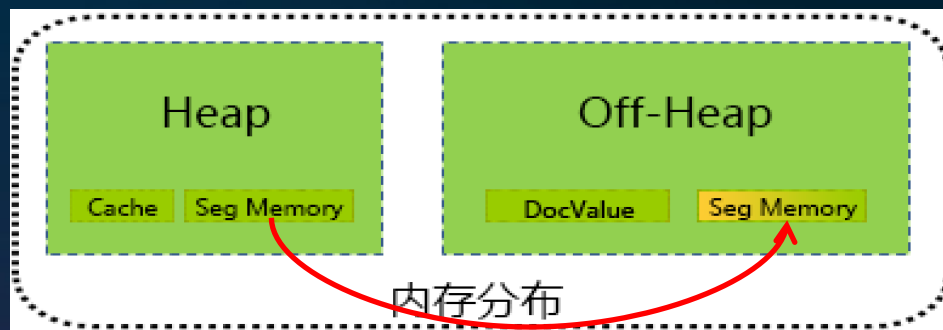 Heap
Off-Heap
Cache
Seg Memory
DocValue
Seg Memory
内存分布